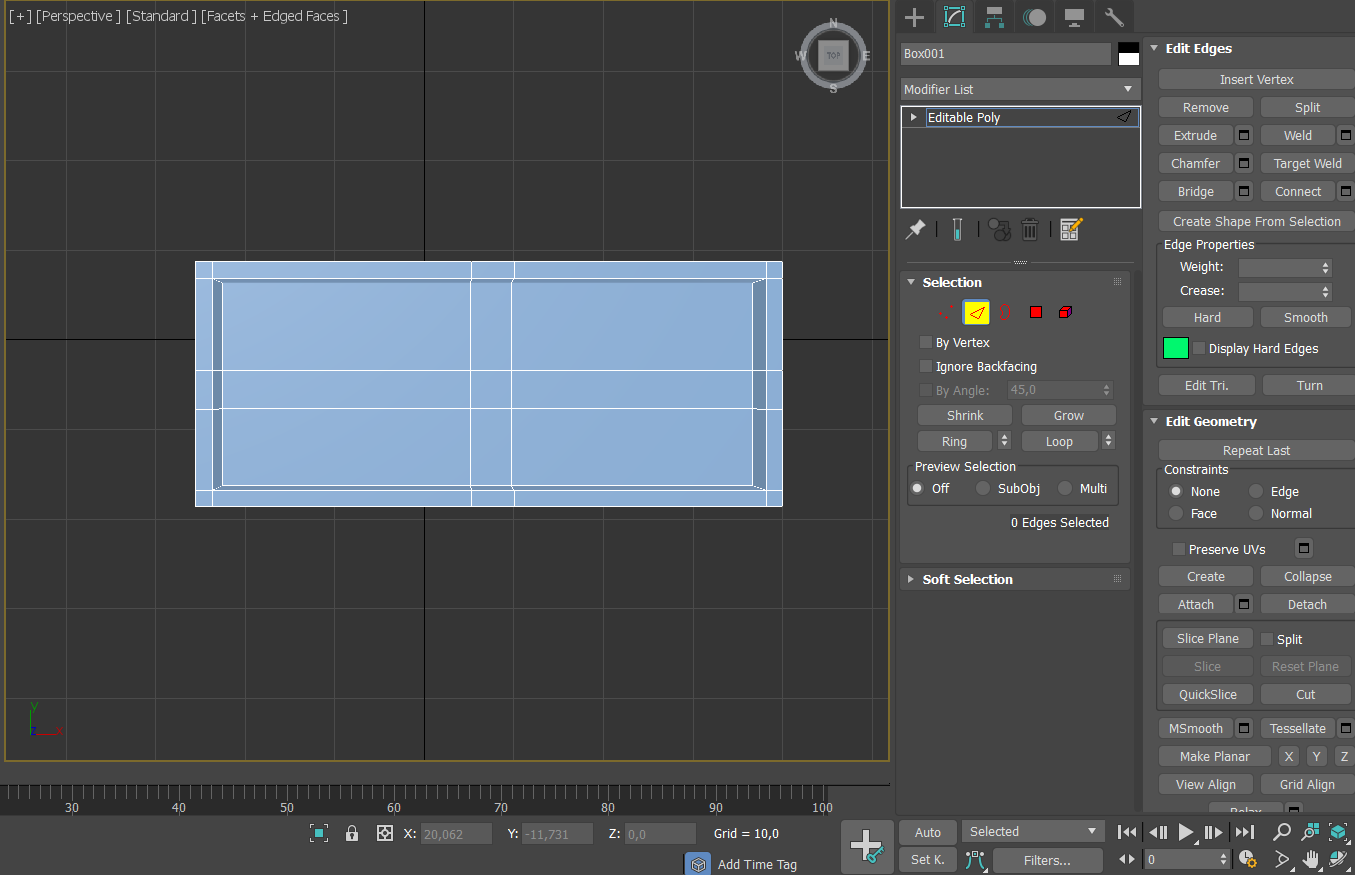 [+] [Perspective ] [Standard ] [Facets + Edged Faces ]
N
W TOP E
S
y
x
z
Box001
Modifier List
Editable Poly
Selection
By Vertex
Ignore Backfacing
By Angle: 45,0
Shrink Grow
Ring Loop
Preview Selection
Off SubObj Multi
0 Edges Selected
Soft Selection
Edit Edges
Insert Vertex
Remove Split
Extrude Weld
Chamfer Target Weld
Bridge Connect
Create Shape From Selection
Edge Properties
Weight:
Crease:
Hard Smooth
Display Hard Edges
Edit Tri. Turn
Edit Geometry
Repeat Last
Constraints
None Edge
Face Normal
Preserve UVs
Create Collapse
Attach Detach
Slice Plane Split
Slice Reset Plane
QuickSlice Cut
MSmooth Tessellate
Make Planar X Y Z
View Align Grid Align
Relax
30 40 50 60 70 80 90 100
X: 20,062 Y: -11,731 Z: 0,0 Grid = 10,0
Add Time Tag
Auto Selected
Set K. Filters...
0